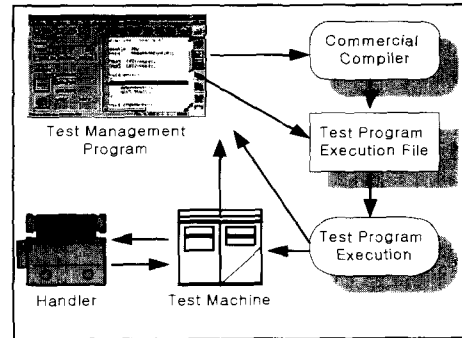 Commercial
Compiler
Test Management
Program
Test Program
Execution File
Test Program
Execution
Handler
Test Machine